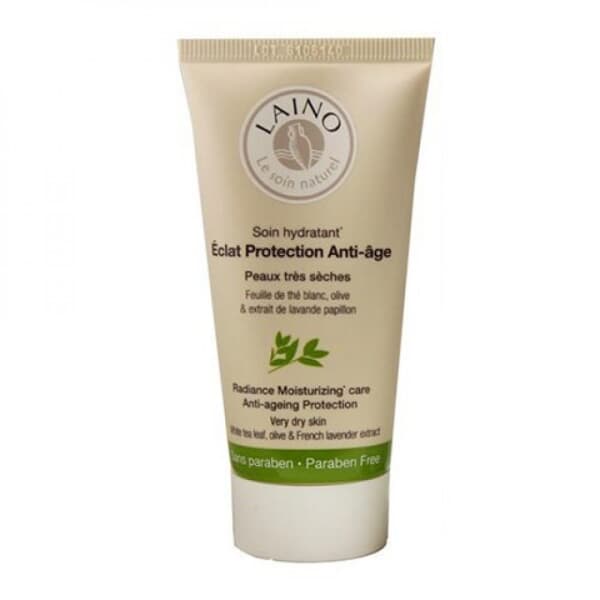 LOT 6106140
LAINO
Le soin naturel
Soin hydratant*
Éclat Protection Anti-âge
Peaux très sèches
Feuille de thé blanc, olive
& extrait de lavande papillon
Radiance Moisturizing* care
Anti-ageing Protection
Very dry skin
White tea leaf, olive & French lavender extract
Sans paraben • Paraben Free